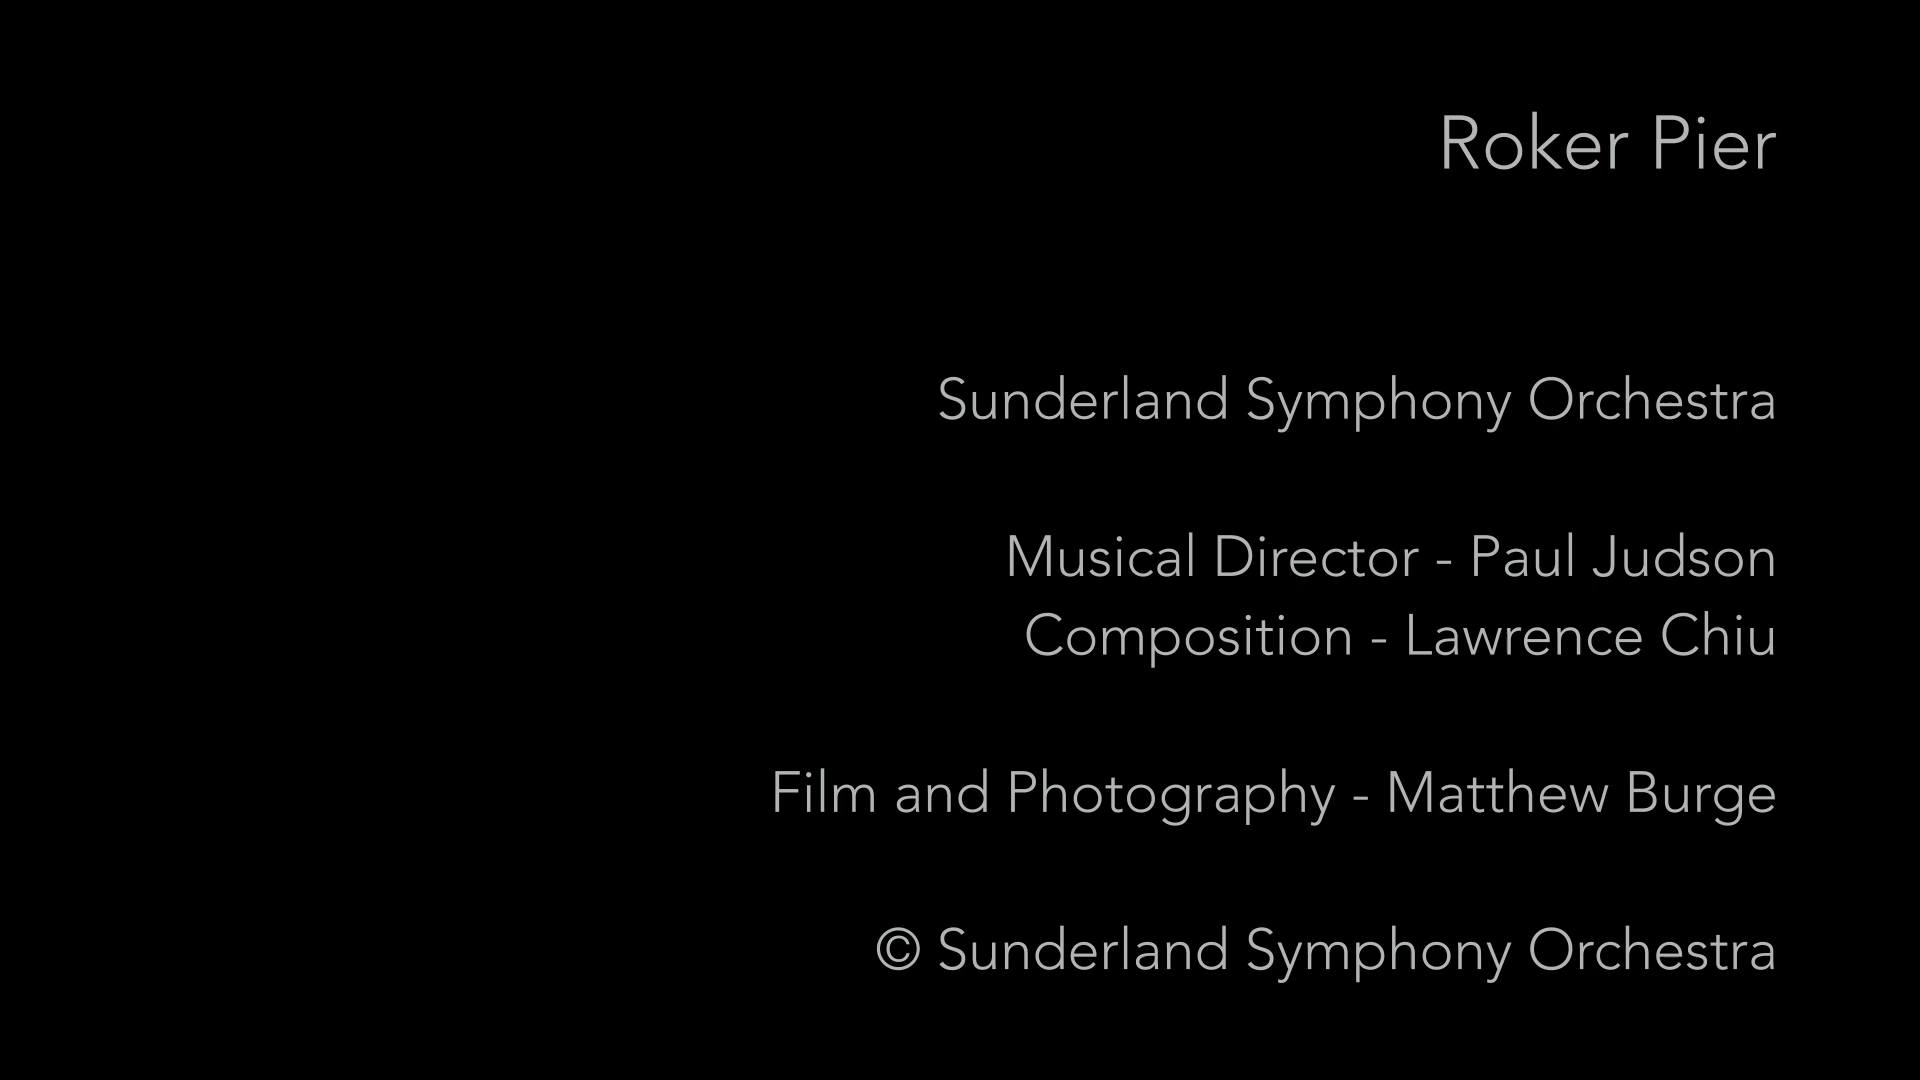 Roker Pier
Sunderland Symphony Orchestra
Musical Director - Paul Judson
Composition - Lawrence Chiu
Film and Photography - Matthew Burge
© Sunderland Symphony Orchestra